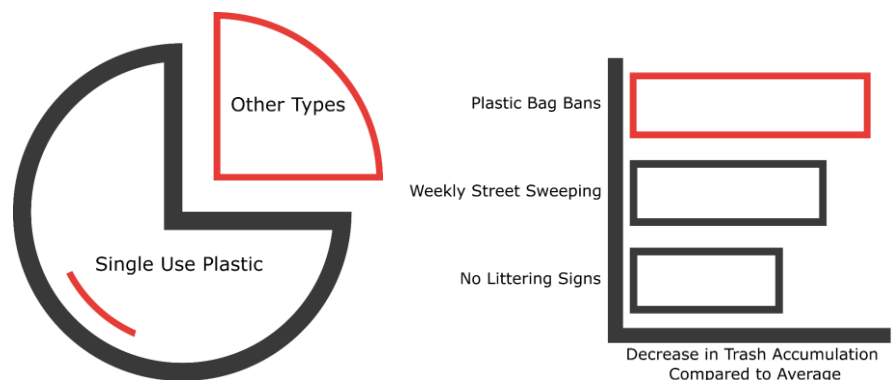 Other Types
Single Use Plastic
Plastic Bag Bans
Weekly Street Sweeping
No Littering Signs
Decrease in Trash Accumulation
Compared to Average